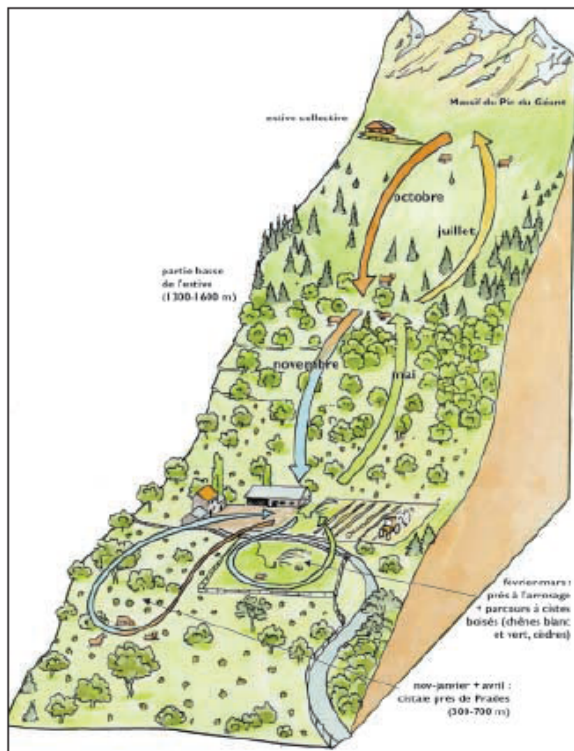 Massif du Pic du Géant
estive collective
octobre
juillet
partie basse
de l'estive
(1300-1600 m)
novembre
mai
février-mars :
prés à l'arrosage
+ parcours à cistes
boisés (chênes blanc
et vert, cèdres)
nov-janvier + avril :
cistaie près de Prades
(300-700 m)